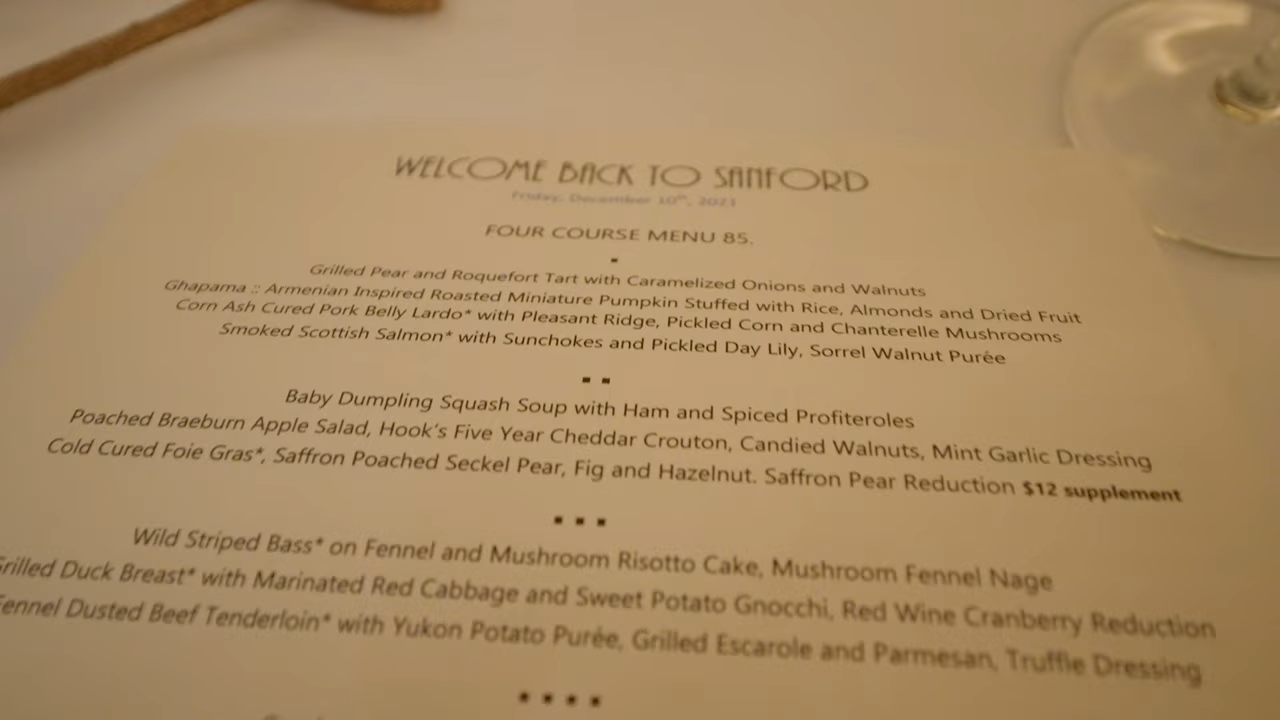 WELCOME BACK TO SANFORD
Friday, December 10th, 2021
FOUR COURSE MENU 85.
Grilled Pear and Roquefort Tart with Caramelized Onions and Walnuts
Ghapama :: Armenian Inspired Roasted Miniature Pumpkin Stuffed with Rice, Almonds and Dried Fruit
Corn Ash Cured Pork Belly Lardo* with Pleasant Ridge, Pickled Corn and Chanterelle Mushrooms
Smoked Scottish Salmon* with Sunchokes and Pickled Day Lily, Sorrel Walnut Purée
Baby Dumpling Squash Soup with Ham and Spiced Profiteroles
Poached Braeburn Apple Salad, Hook's Five Year Cheddar Crouton, Candied Walnuts, Mint Garlic Dressing
Cold Cured Foie Gras*, Saffron Poached Seckel Pear, Fig and Hazelnut. Saffron Pear Reduction $12 supplement
Wild Striped Bass* on Fennel and Mushroom Risotto Cake, Mushroom Fennel Nage
Grilled Duck Breast* with Marinated Red Cabbage and Sweet Potato Gnocchi, Red Wine Cranberry Reduction
Fennel Dusted Beef Tenderloin* with Yukon Potato Purée, Grilled Escarole and Parmesan, Truffle Dressing